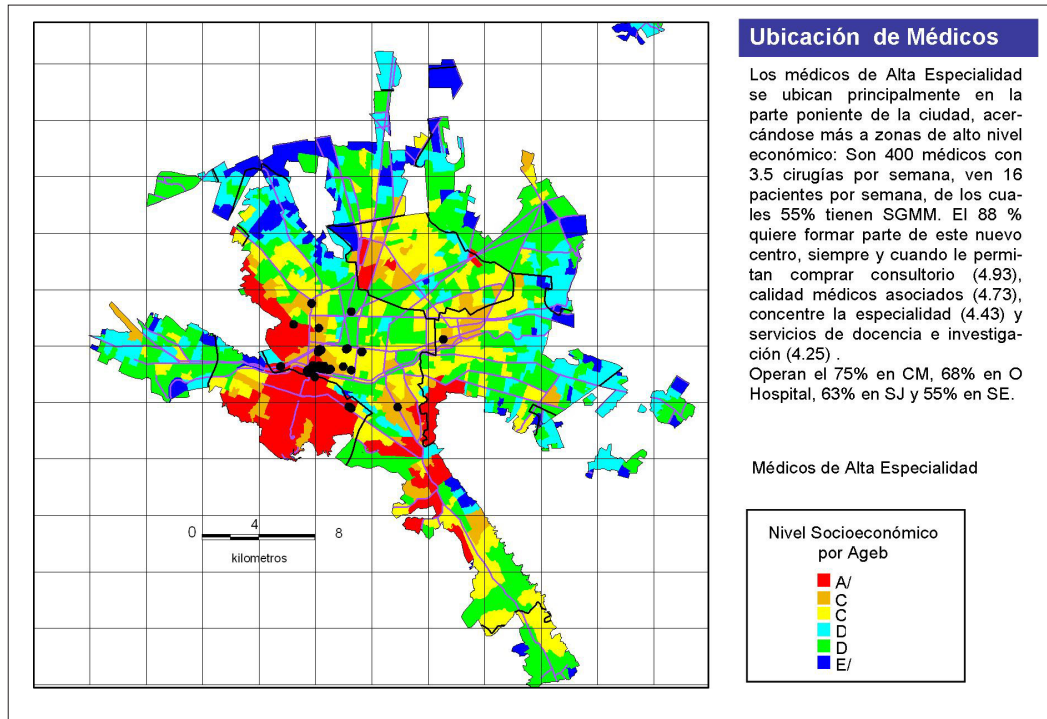 Ubicación de Médicos
Los médicos de Alta Especialidad
se ubican principalmente en la
parte poniente de la ciudad, acer-
cándose más a zonas de alto nivel
económico: Son 400 médicos con
3.5 cirugías por semana, ven 16
pacientes por semana, de los cua-
les 55% tienen SGMM. El 88 %
quiere formar parte de este nuevo
centro, siempre y cuando le permi-
tan comprar consultorio (4.93),
calidad médicos asociados (4.73),
concentre la especialidad (4.43) y
servicios de docencia e investiga-
ción (4.25) .
Operan el 75% en CM, 68% en O
Hospital, 63% en SJ y 55% en SE.
Médicos de Alta Especialidad
0 4 8
kilometros
Nivel Socioeconómico
por Ageb
A/
C
C
D
D
E/